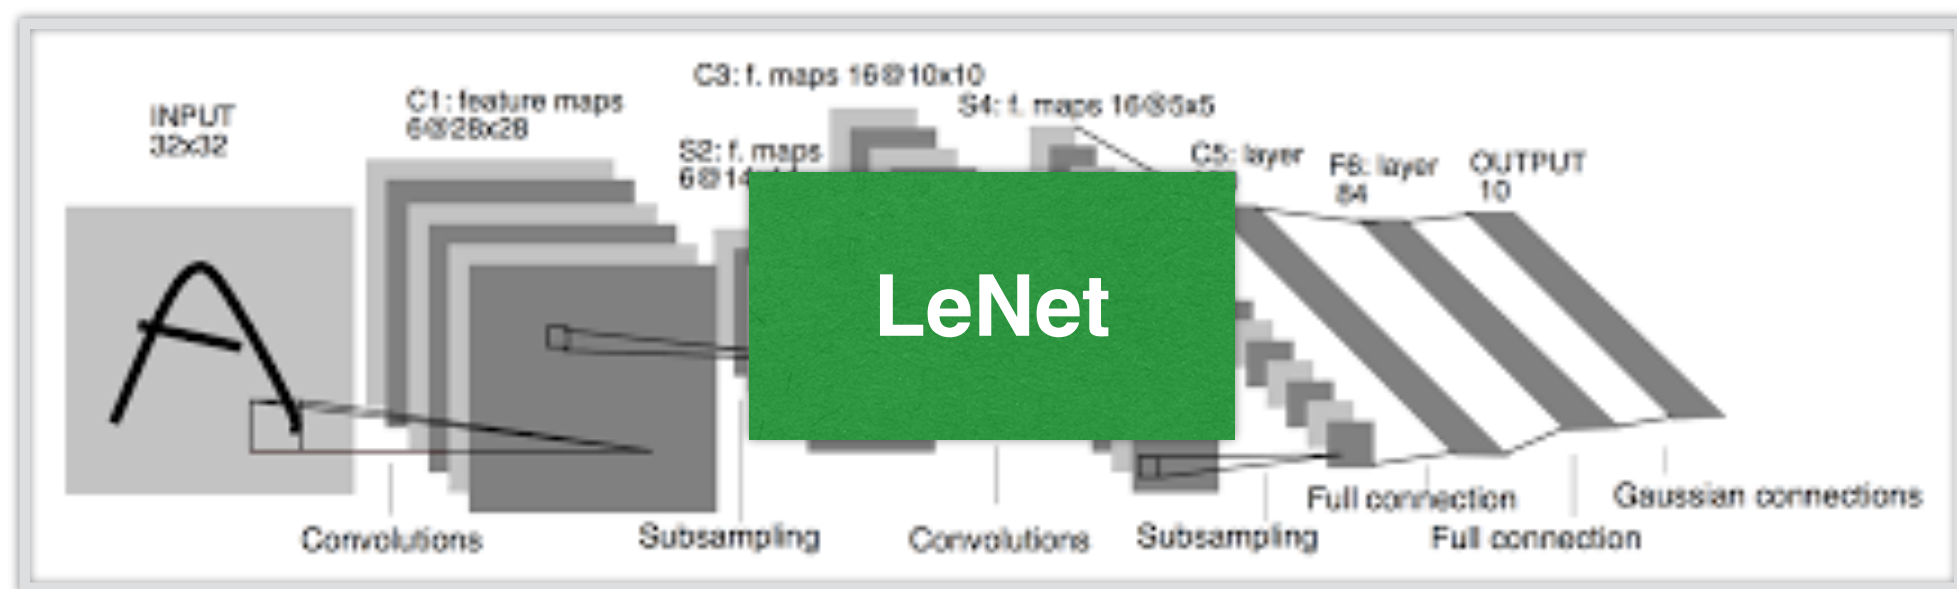 INPUT
32x32
C1: feature maps
6@28x28
C3: f. maps 16@10x10
S2: f. maps
S4: f. maps 16@5x5
C5: layer
F6: layer
84
OUTPUT
10
LeNet
Convolutions
Subsampling
Convolutions
Subsampling
Full connection
Full connection
Gaussian connections